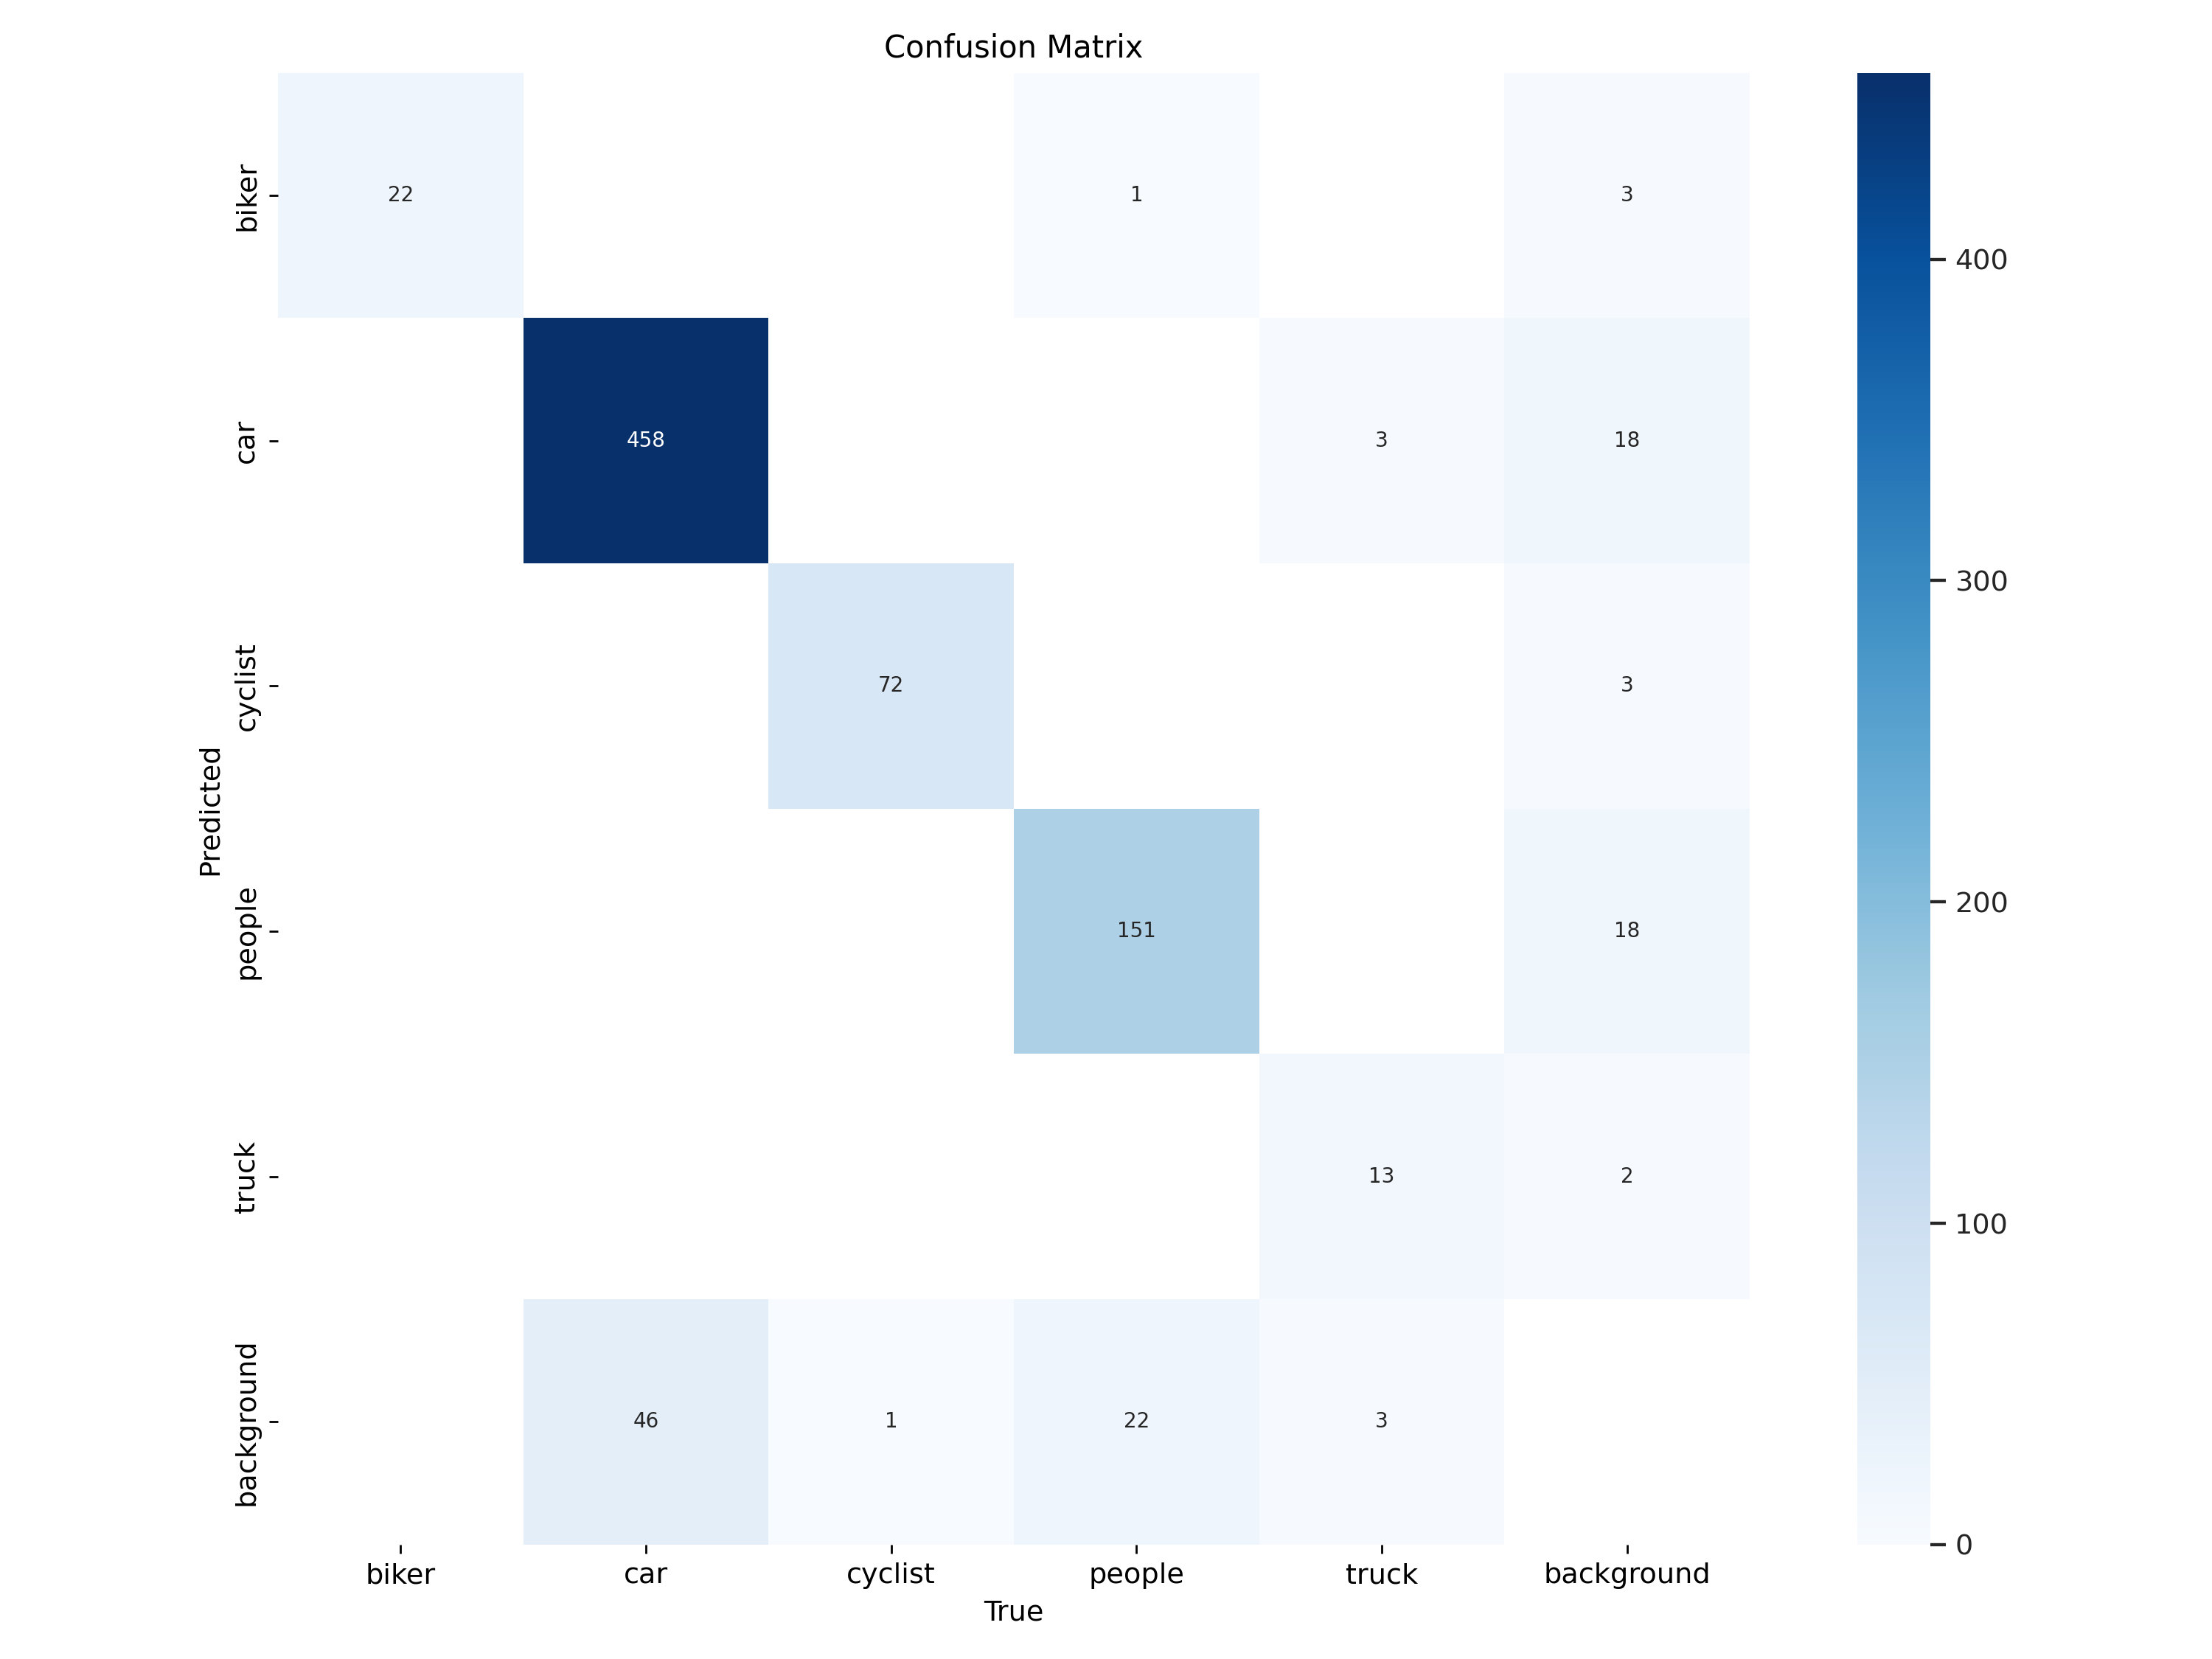 Confusion Matrix
biker 22 1 3
car 458 3 18
cyclist 72 3
people 151 18
truck 13 2
background 46 1 22 3
biker car cyclist people truck background
True
Predicted
400
300
200
100
0